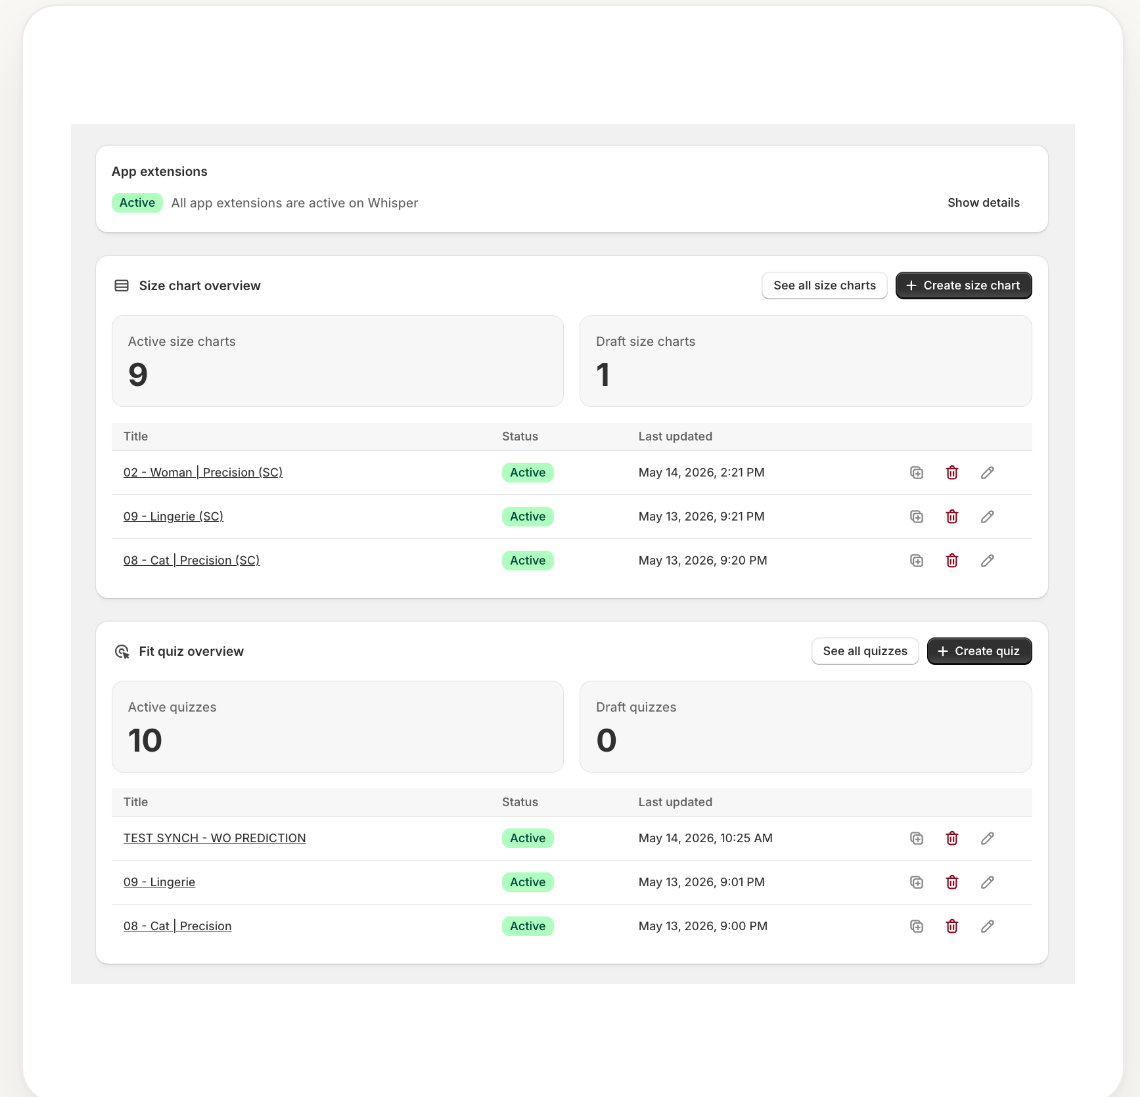 App extensions
Active All app extensions are active on Whisper Show details
Size chart overview See all size charts + Create size chart
Active size charts Draft size charts
9 1
Title Status Last updated
02 - Woman | Precision (SC) Active May 14, 2026, 2:21 PM
09 - Lingerie (SC) Active May 13, 2026, 9:21 PM
08 - Cat | Precision (SC) Active May 13, 2026, 9:20 PM
Fit quiz overview See all quizzes + Create quiz
Active quizzes Draft quizzes
10 0
Title Status Last updated
TEST SYNCH - WO PREDICTION Active May 14, 2026, 10:25 AM
09 - Lingerie Active May 13, 2026, 9:01 PM
08 - Cat | Precision Active May 13, 2026, 9:00 PM